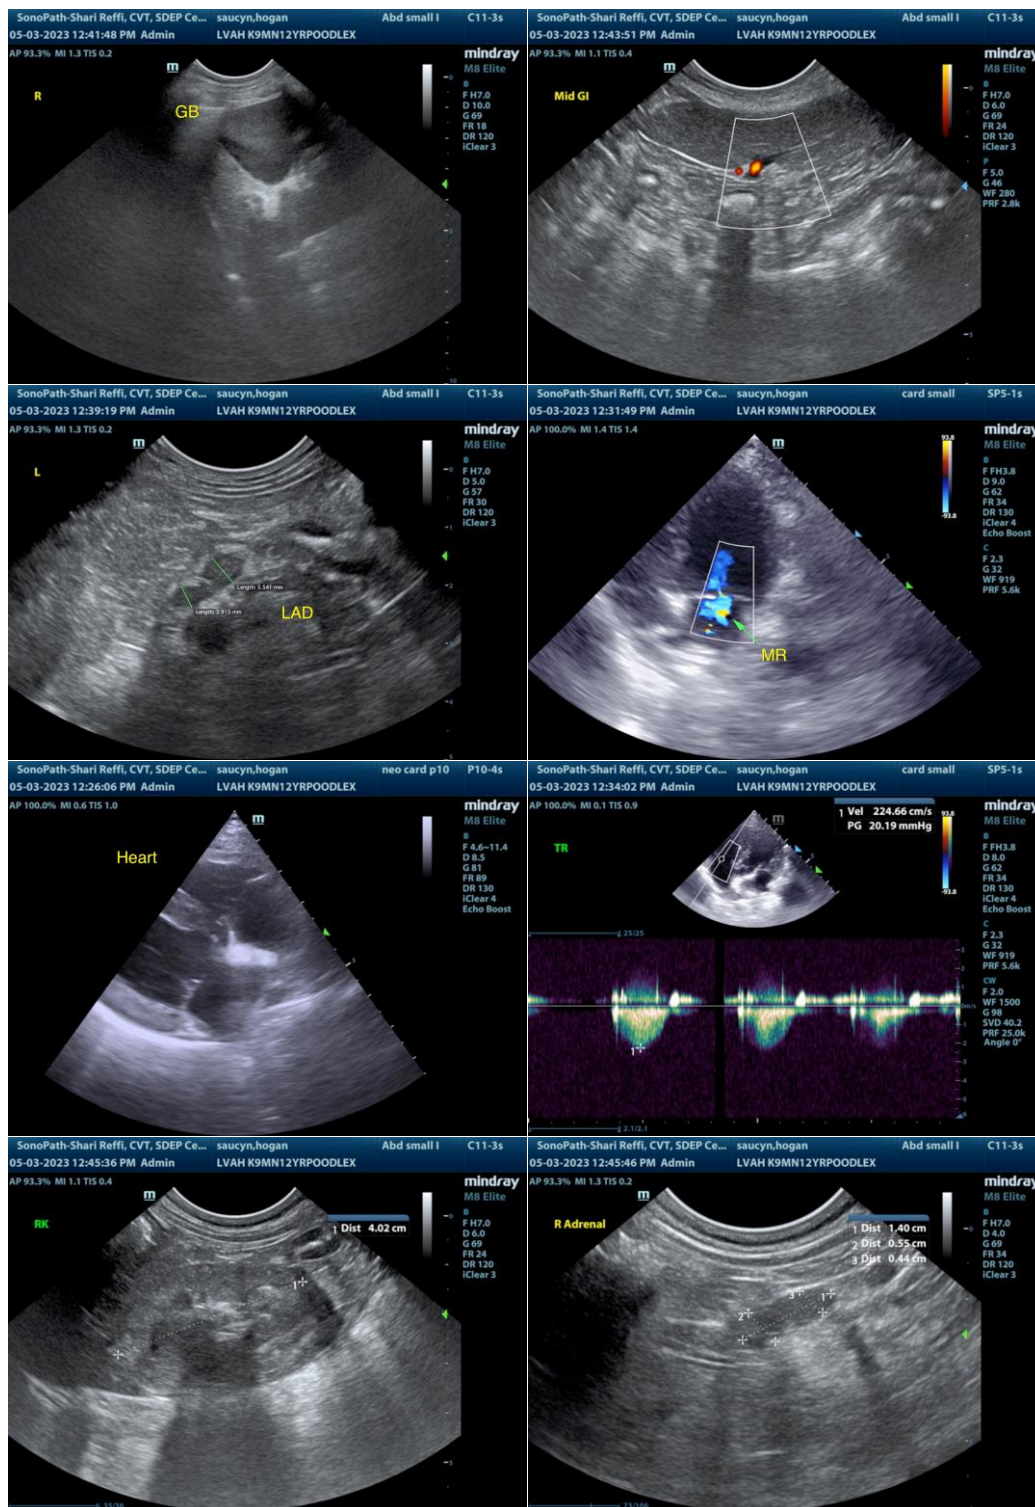 SonoPath-Shari Reffi, CVT, SDEP Ce... saucyn,hogan Abd small I C11-3s
05-03-2023 12:41:48 PM Admin LVAH K9MN12YRPOODLEX
AP 93.3% MI 1.3 TIS 0.2
mindray
M8 Elite
R
GB
B
F H7.0
D 10.0
G 69
FR 18
DR 120
iClear 3
0
5
10
SonoPath-Shari Reffi, CVT, SDEP Ce... saucyn,hogan Abd small I C11-3s
05-03-2023 12:43:51 PM Admin LVAH K9MN12YRPOODLEX
AP 93.3% MI 1.1 TIS 0.4
mindray
M8 Elite
Mid GI
B
F H7.0
D 6.0
G 69
FR 24
DR 120
iClear 3
P
F 5.0
G 46
WF 280
PRF 2.8k
0
5
SonoPath-Shari Reffi, CVT, SDEP Ce... saucyn,hogan Abd small I C11-3s
05-03-2023 12:39:19 PM Admin LVAH K9MN12YRPOODLEX
AP 93.3% MI 1.3 TIS 0.2
mindray
M8 Elite
L
B
F H7.0
D 5.0
G 57
FR 30
DR 120
iClear 3
0
1
2
4
LAD
SonoPath-Shari Reffi, CVT, SDEP Ce... saucyn,hogan card small SP5-1s
05-03-2023 12:31:49 PM Admin LVAH K9MN12YRPOODLEX
AP 100.0% MI 1.4 TIS 1.4
mindray
M8 Elite
93.8
-93.8
B
F FH3.8
D 9.0
G 62
FR 34
DR 130
iClear 4
Echo Boost
C
F 2.3
G 32
WF 919
PRF 5.6k
MR
SonoPath-Shari Reffi, CVT, SDEP Ce... saucyn,hogan neo card p10 P10-4s
05-03-2023 12:26:06 PM Admin LVAH K9MN12YRPOODLEX
AP 100.0% MI 0.6 TIS 1.0
mindray
M8 Elite
Heart
B
F 4.6~11.4
D 8.5
G 81
FR 89
DR 130
iClear 4
Echo Boost
5
SonoPath-Shari Reffi, CVT, SDEP Ce... saucyn,hogan card small SP5-1s
05-03-2023 12:34:02 PM Admin LVAH K9MN12YRPOODLEX
AP 100.0% MI 0.1 TIS 0.9
1 Vel 224.66 cm/s
PG 20.19 mmHg
mindray
M8 Elite
TR
93.8
-93.8
B
F FH3.8
D 8.0
G 62
FR 34
DR 130
iClear 4
Echo Boost
C
F 2.3
G 32
WF 919
PRF 5.6k
CW
F 2.0
WF 1500
G 98
SVD 40.2
PRF 25.0k
Angle 0°
25/25
1
2.1/2.1
SonoPath-Shari Reffi, CVT, SDEP Ce... saucyn,hogan Abd small I C11-3s
05-03-2023 12:45:36 PM Admin LVAH K9MN12YRPOODLEX
AP 93.3% MI 1.1 TIS 0.4
mindray
M8 Elite
RK
1 Dist 4.02 cm
B
F H7.0
D 6.0
G 69
FR 24
DR 120
iClear 3
1
0
5
SonoPath-Shari Reffi, CVT, SDEP Ce... saucyn,hogan Abd small I C11-3s
05-03-2023 12:45:46 PM Admin LVAH K9MN12YRPOODLEX
AP 93.3% MI 1.3 TIS 0.2
mindray
M8 Elite
R Adrenal
1 Dist 1.40 cm
2 Dist 0.55 cm
3 Dist 0.44 cm
B
F H7.0
D 4.0
G 69
FR 34
DR 120
iClear 3
3
1
2